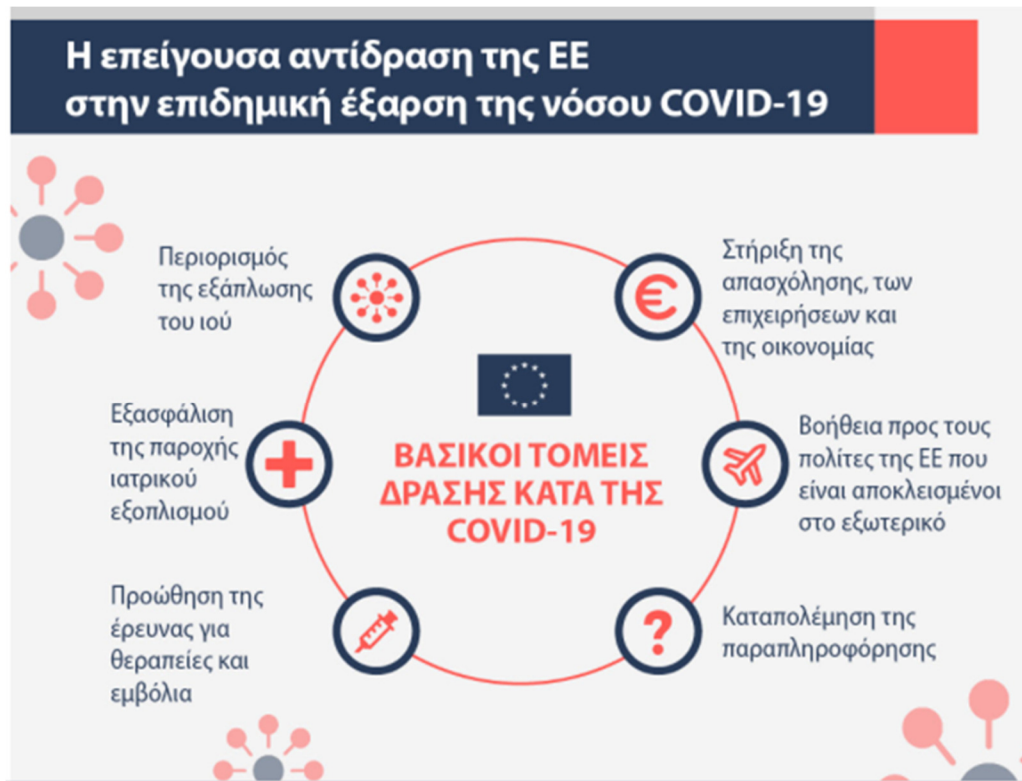 Η επείγουσα αντίδραση της ΕΕ
στην επιδημική έξαρση της νόσου COVID-19
Περιορισμός
της εξάπλωσης
του ιού
Εξασφάλιση
της παροχής
ιατρικού
εξοπλισμού
Προώθηση της
έρευνας για
θεραπείες και
εμβόλια
ΒΑΣΙΚΟΙ ΤΟΜΕΙΣ
ΔΡΑΣΗΣ ΚΑΤΑ ΤΗΣ
COVID-19
Στήριξη της
απασχόλησης, των
επιχειρήσεων και
της οικονομίας
Βοήθεια προς τους
πολίτες της ΕΕ που
είναι αποκλεισμένοι
στο εξωτερικό
Καταπολέμηση της
παραπληροφόρησης